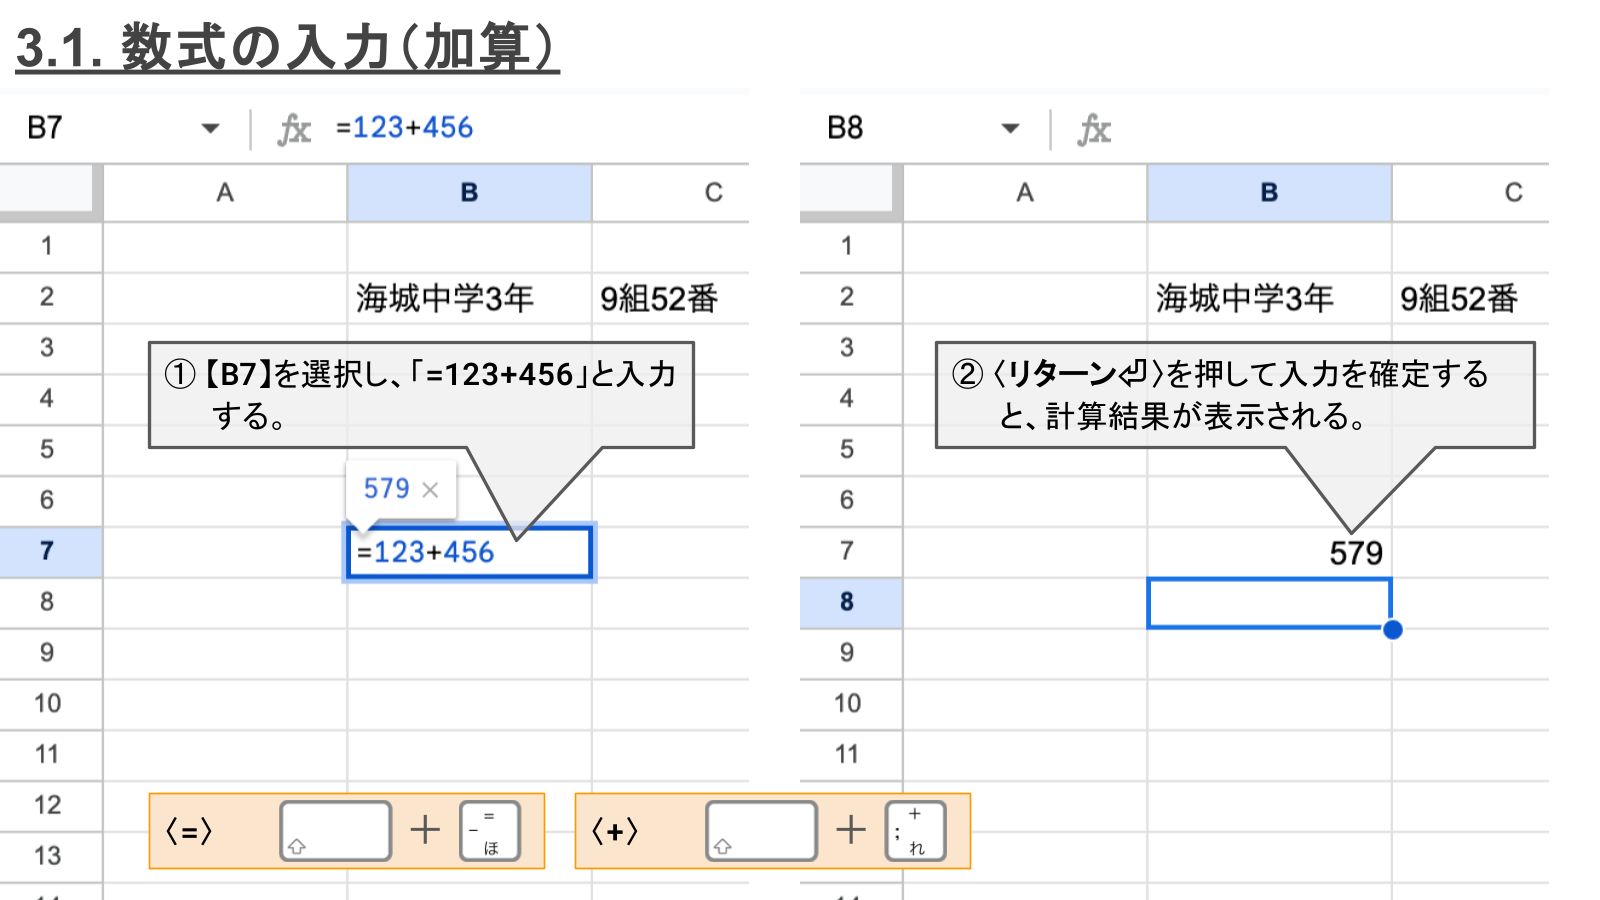 3.1. 数式の入力（加算）
B7
fx
=123+456
A
B
C
1
2
海城中学3年
9組52番
3
①【B7】を選択し、「=123+456」と入力
する。
4
5
579 ×
6
7
=123+456
8
9
10
11
12
13
B8
fx
A
B
C
1
2
海城中学3年
9組52番
3
②〈リターン⏎〉を押して入力を確定する
と、計算結果が表示される。
4
5
6
7
579
8
9
10
11
〈=〉
⇧
+
=
-
ほ
〈+〉
⇧
+
+
;
れ